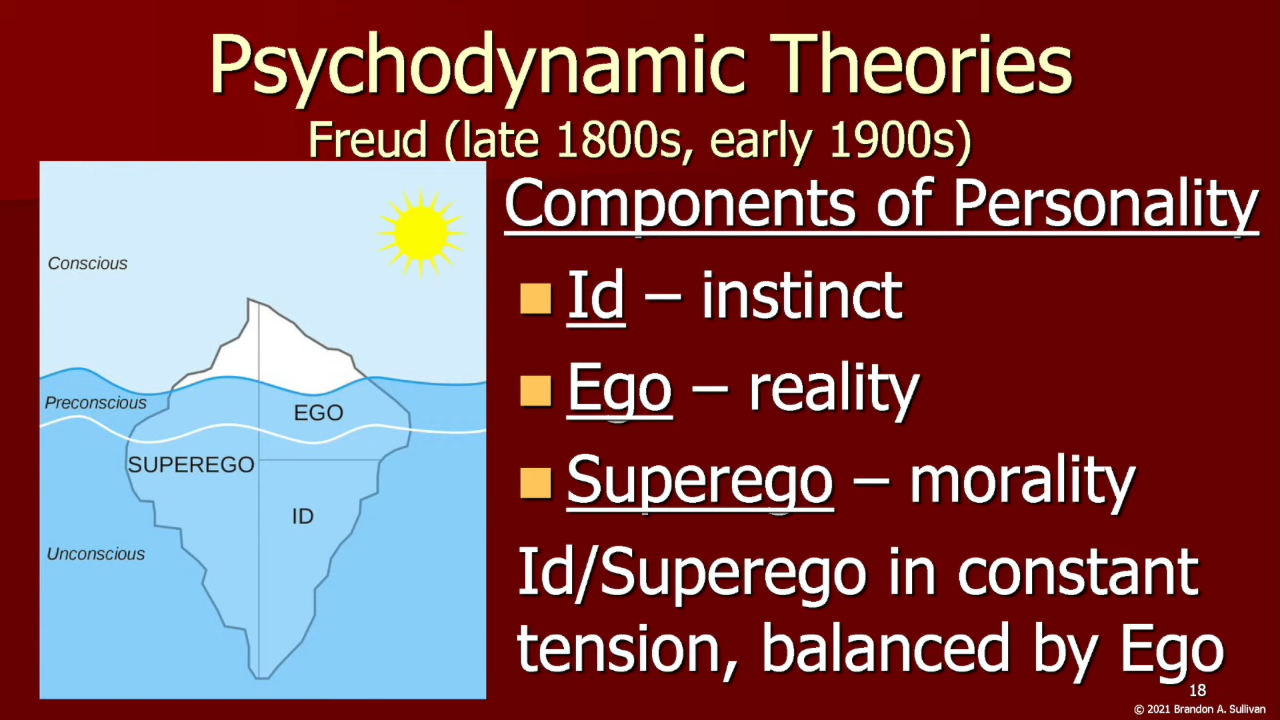 Psychodynamic Theories
Freud (late 1800s, early 1900s)
Conscious
Preconscious
EGO
SUPEREGO
ID
Unconscious
Components of Personality
Id – instinct
Ego – reality
Superego – morality
Id/Superego in constant
tension, balanced by Ego
18
© 2021 Brandon A. Sullivan